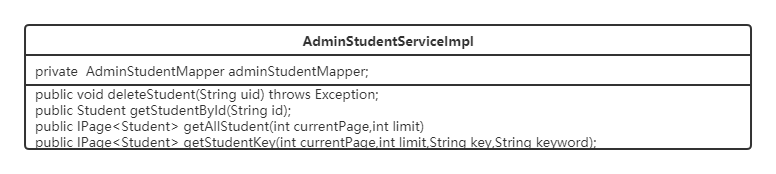 AdminStudentServiceImpl
private  AdminStudentMapper adminStudentMapper;
public void deleteStudent(String uid) throws Exception;
public Student getStudentById(String id);
public IPage<Student> getAllStudent(int currentPage,int limit)
public IPage<Student> getStudentKey(int currentPage,int limit,String key,String keyword);